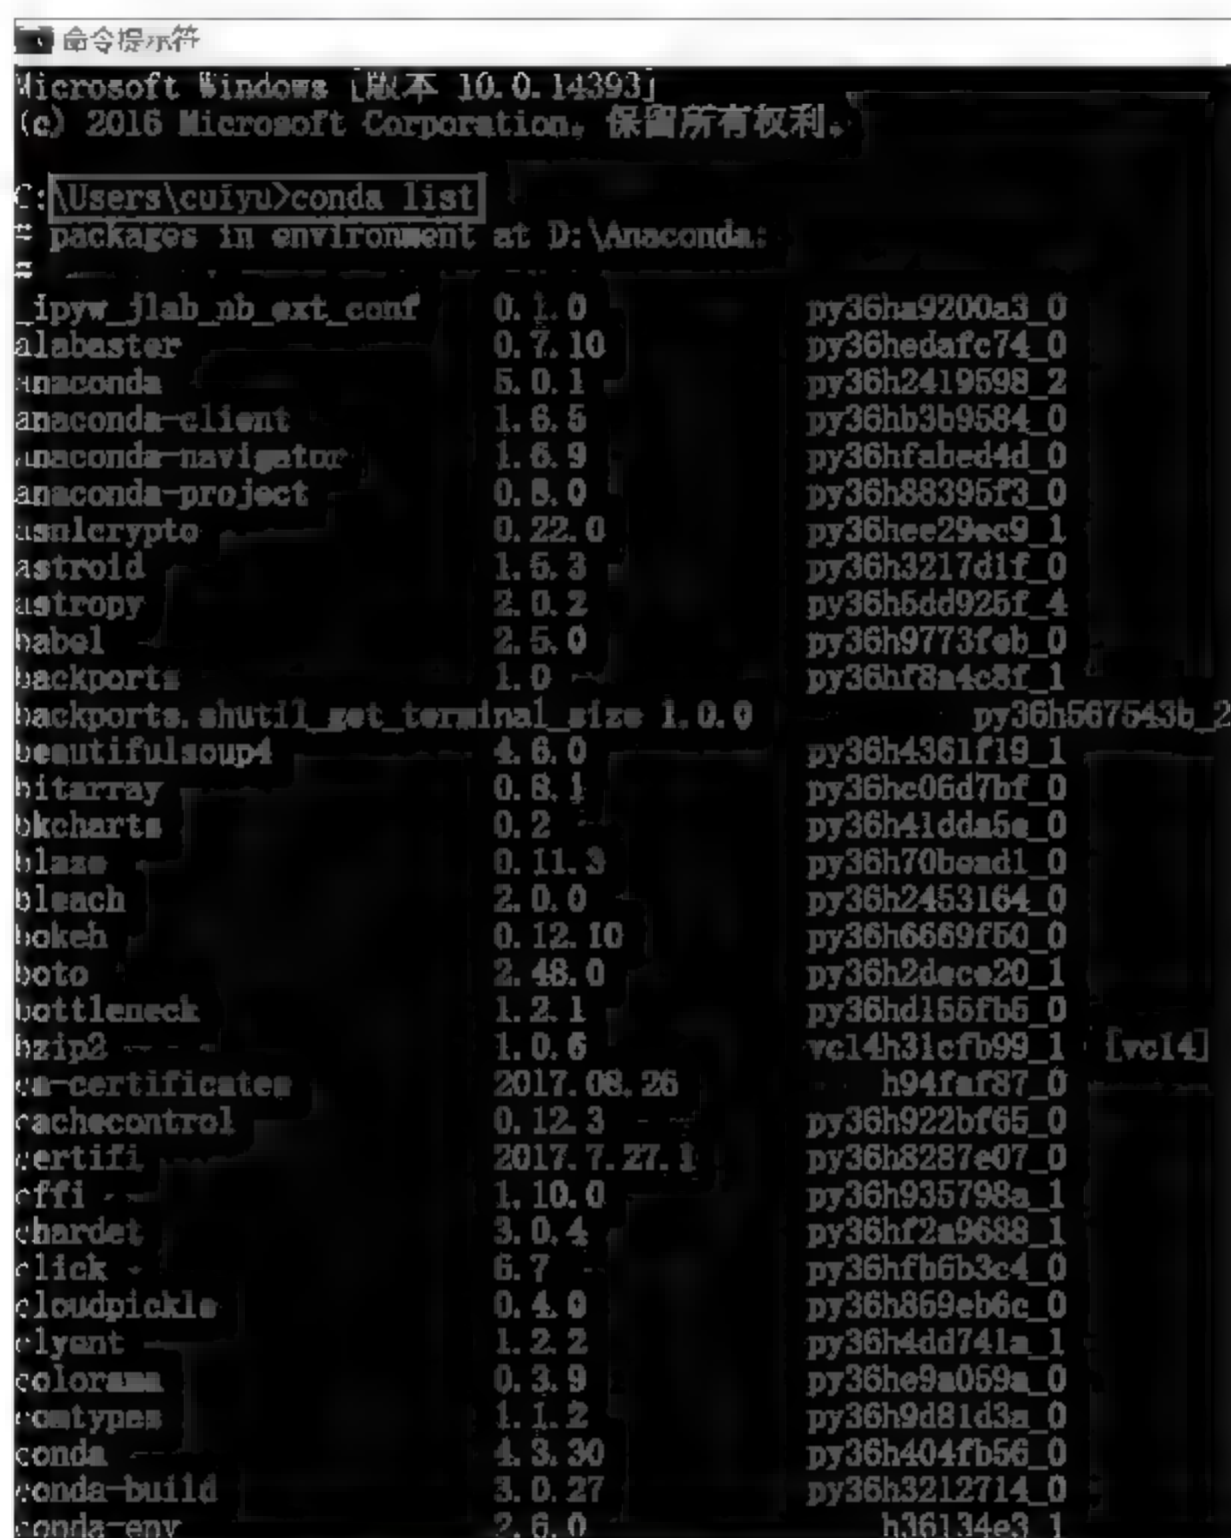 命令提示符
Microsoft Windows [版本 10.0.14393]
(c) 2016 Microsoft Corporation。保留所有权利。
C:\Users\cuiyu>conda list
# packages in environment at D:\Anaconda:
#
_ipyw_jlab_nb_ext_conf 0.1.0 py36ha9200a3_0
alabaster 0.7.10 py36hedafc74_0
anaconda 5.0.1 py36h2419598_2
anaconda-client 1.6.5 py36hb3b9584_0
anaconda-navigator 1.6.9 py36hfabed4d_0
anaconda-project 0.8.0 py36h88395f3_0
asn1crypto 0.22.0 py36hee29ec9_1
astroid 1.5.3 py36h3217d1f_0
astropy 2.0.2 py36h5dd925f_4
babel 2.5.0 py36h9773feb_0
backports 1.0 py36hf8a4c8f_1
backports.shutil_get_terminal_size 1.0.0 py36h567543b_2
beautifulsoup4 4.6.0 py36h4361f19_1
bitarray 0.8.1 py36hc06d7bf_0
bkcharts 0.2 py36h41dda5e_0
blaze 0.11.3 py36h70bead1_0
bleach 2.0.0 py36h2453164_0
bokeh 0.12.10 py36h6669f50_0
boto 2.48.0 py36h2dece20_1
bottleneck 1.2.1 py36hd155fb5_0
bzip2 1.0.6 vc14h31cfb99_1 [vc14]
ca-certificates 2017.08.26 h94faf87_0
cachecontrol 0.12.3 py36h922bf65_0
certifi 2017.7.27.1 py36h8287e07_0
cffi 1.10.0 py36h935798a_1
chardet 3.0.4 py36hf2a9688_1
click 6.7 py36hfb6b3c4_0
cloudpickle 0.4.0 py36h869eb6c_0
clyent 1.2.2 py36h4dd741a_1
colorama 0.3.9 py36he9a059a_0
comtypes 1.1.2 py36h9d81d3a_0
conda 4.3.30 py36h404fb56_0
conda-build 3.0.27 py36h3212714_0
conda-env 2.6.0 h36134e3_1